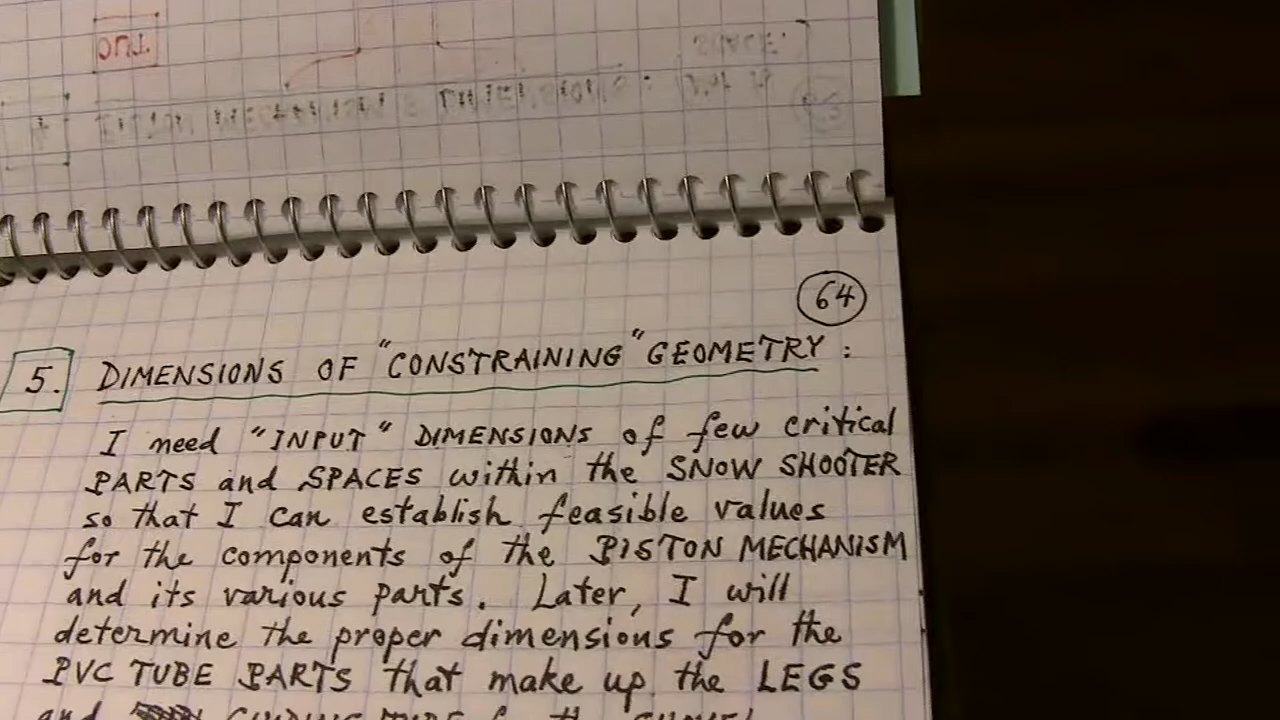 64
5. DIMENSIONS OF "CONSTRAINING" GEOMETRY :
I need "INPUT" DIMENSIONS of few critical
PARTS and SPACES within the SNOW SHOOTER
so that I can establish feasible values
for the components of the PISTON MECHANISM
and its various parts. Later, I will
determine the proper dimensions for the
PVC TUBE PARTS that make up the LEGS
and